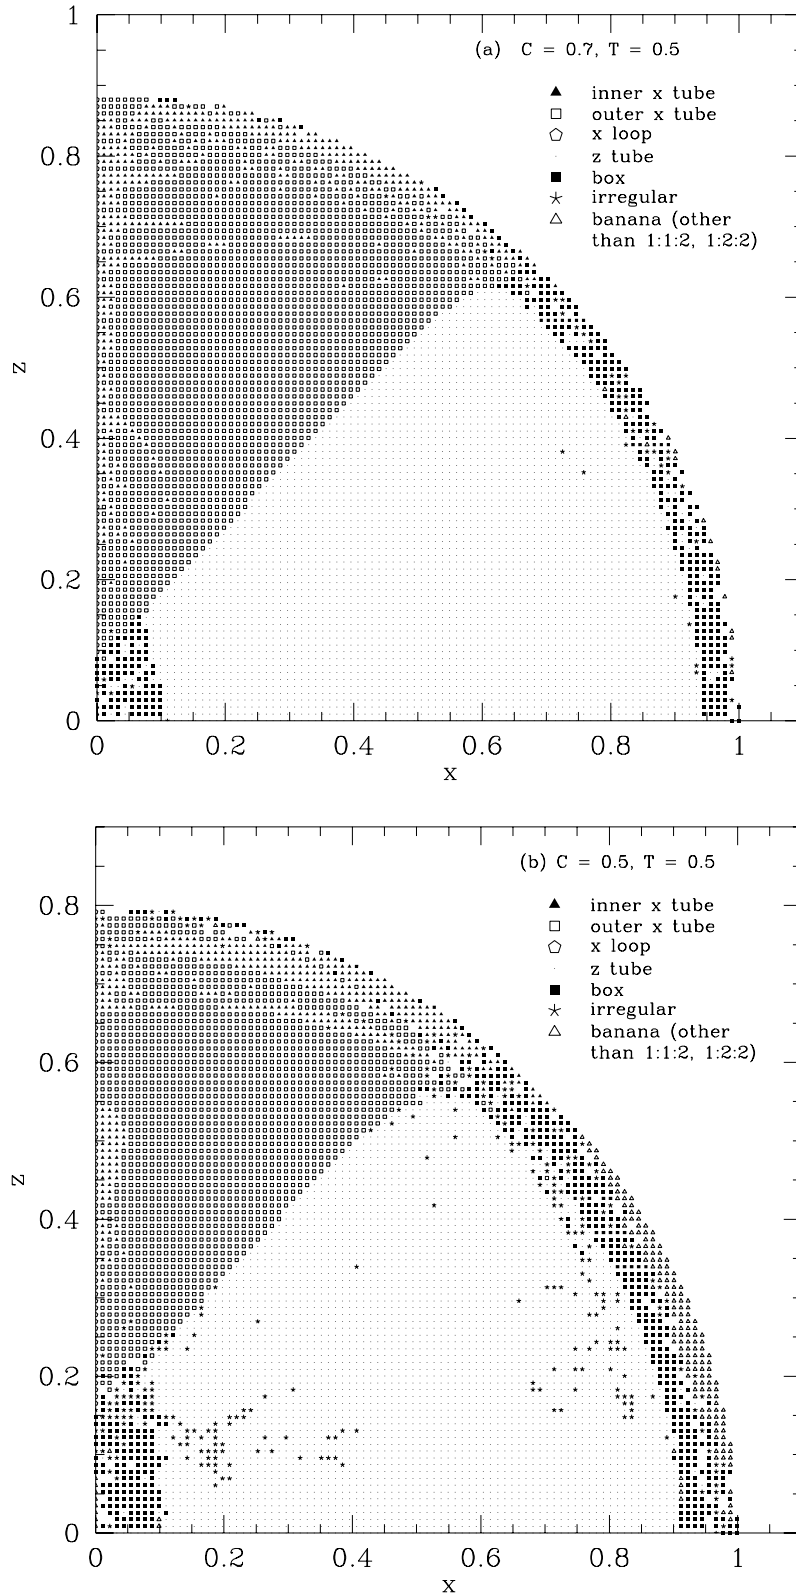 1
(a) C = 0.7, T = 0.5
inner x tube
outer x tube
x loop
z tube
box
irregular
banana (other
than 1:1:2, 1:2:2)
0.8
0.6
z
0.4
0.2
0
0 0.2 0.4 0.6 0.8 1
x
(b) C = 0.5, T = 0.5
0.8
inner x tube
outer x tube
x loop
z tube
box
irregular
banana (other
than 1:1:2, 1:2:2)
0.6
z
0.4
0.2
0
0 0.2 0.4 0.6 0.8 1
x